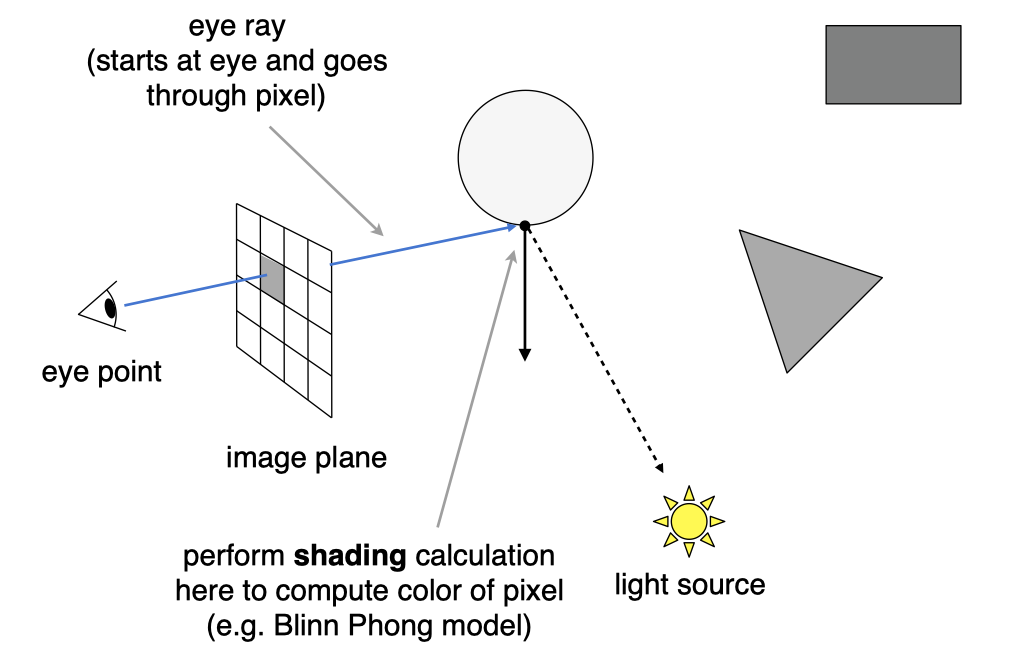 eye ray
(starts at eye and goes
through pixel)
eye point
image plane
perform shading calculation
here to compute color of pixel
(e.g. Blinn Phong model)
light source